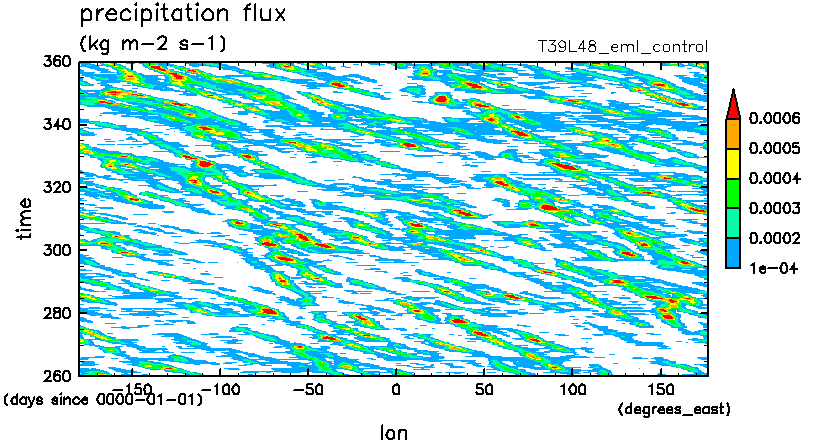 precipitation flux
(kg m-2 s-1)
T39L48_eml_control
360
340
320
300
280
260
time
0.0006
0.0005
0.0004
0.0003
0.0002
1e-04
-150 -100 -50 0 50 100 150
(days since 0000-01-01)
(degrees_east)
lon